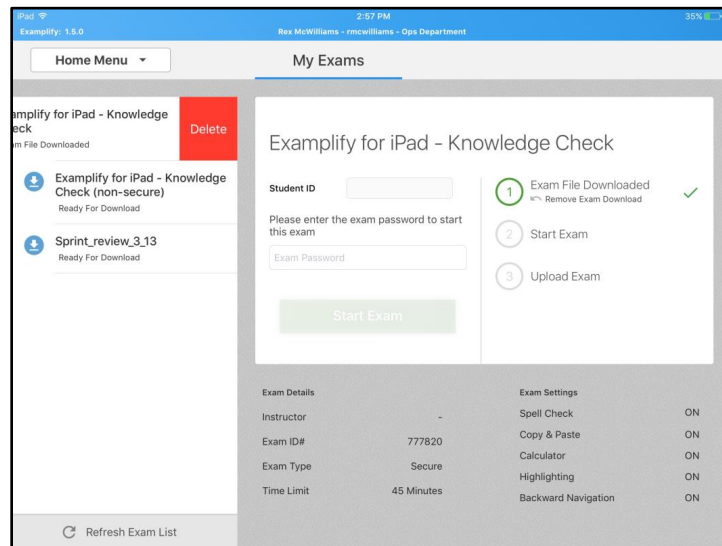 iPad 2:57 PM 35%
Examplify: 1.5.0 Rex McWilliams - rmcwilliams - Ops Department
Home Menu My Exams
amplify for iPad - Knowledge
eck
m File Downloaded
Delete
Examplify for iPad - Knowledge
Check (non-secure)
Ready For Download
Sprint_review_3_13
Ready For Download
Refresh Exam List
Examplify for iPad - Knowledge Check
Student ID
Please enter the exam password to start
this exam
Exam Password
Start Exam
1 Exam File Downloaded
Remove Exam Download
2 Start Exam
3 Upload Exam
Exam Details
Instructor -
Exam ID# 777820
Exam Type Secure
Time Limit 45 Minutes
Exam Settings
Spell Check ON
Copy & Paste ON
Calculator ON
Highlighting ON
Backward Navigation ON